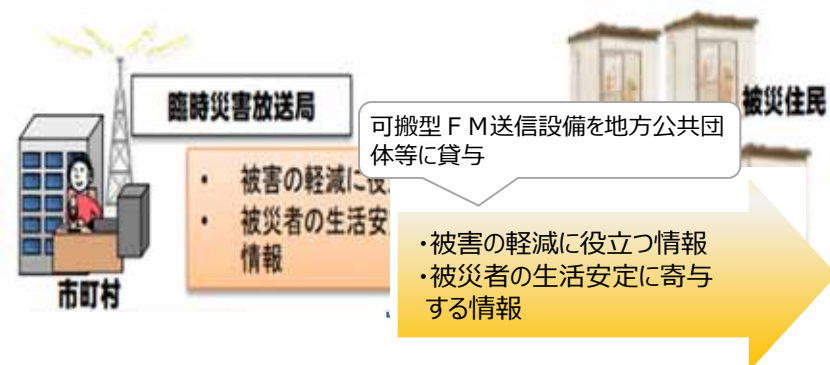 臨時災害放送局
被災住民
可搬型ＦＭ送信設備を地方公共団
体等に貸与
・ 被害の軽減に役
・ 被災者の生活安
情報
・被害の軽減に役立つ情報
・被災者の生活安定に寄与
する情報
市町村